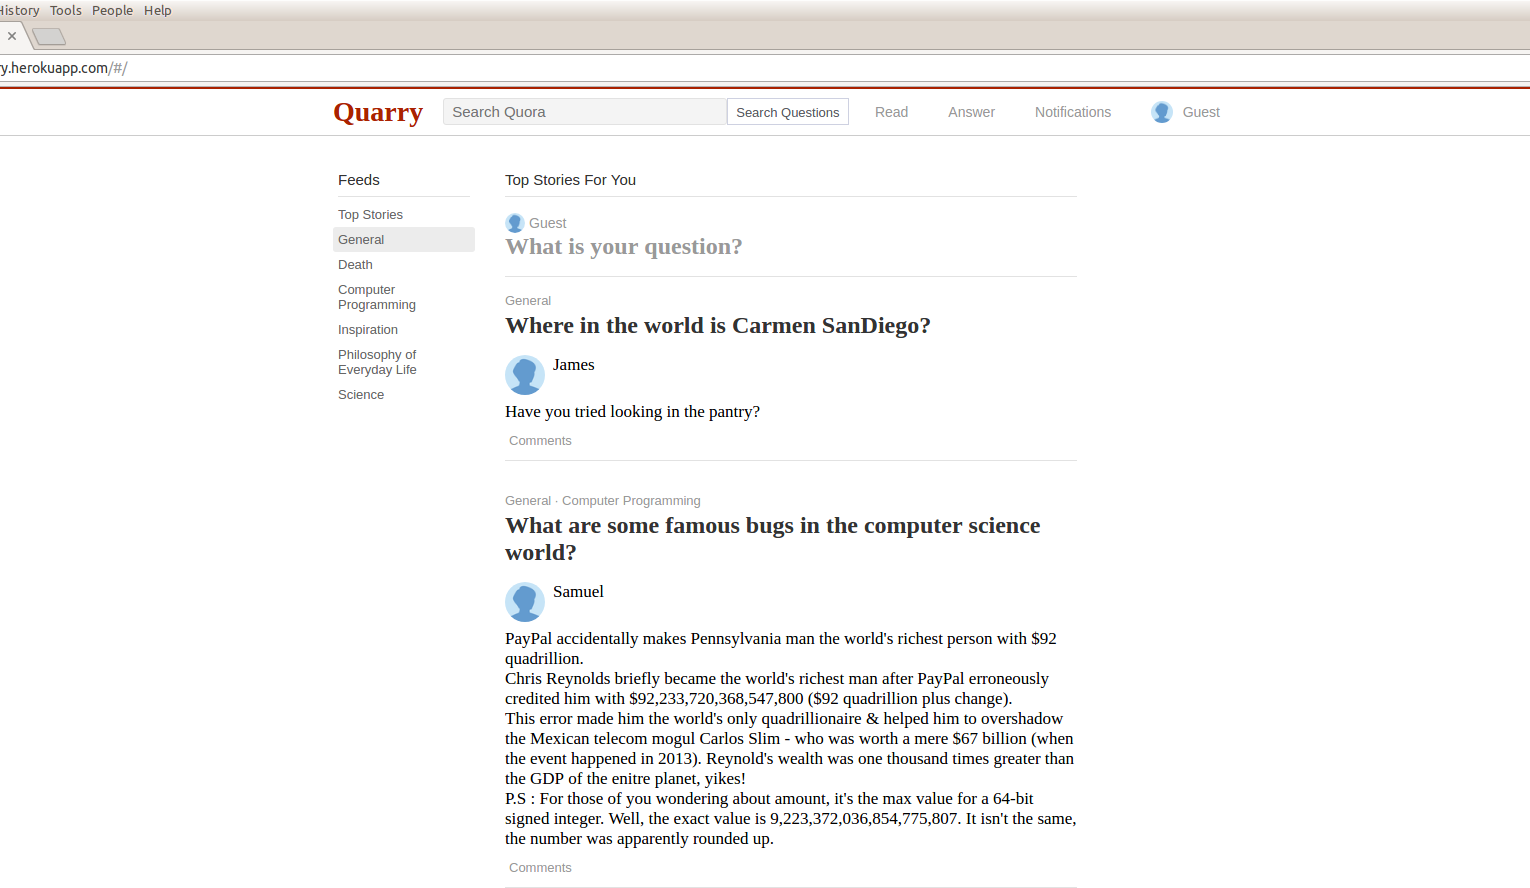 History Tools People Help
ry.herokuapp.com/#/
Quarry Search Quora Search Questions Read Answer Notifications Guest
Feeds
Top Stories
General
Death
Computer
Programming
Inspiration
Philosophy of
Everyday Life
Science
Top Stories For You
Guest
What is your question?
General
Where in the world is Carmen SanDiego?
James
Have you tried looking in the pantry?
Comments
General · Computer Programming
What are some famous bugs in the computer science
world?
Samuel
PayPal accidentally makes Pennsylvania man the world's richest person with $92
quadrillion.
Chris Reynolds briefly became the world's richest man after PayPal erroneously
credited him with $92,233,720,368,547,800 ($92 quadrillion plus change).
This error made him the world's only quadrillionaire & helped him to overshadow
the Mexican telecom mogul Carlos Slim - who was worth a mere $67 billion (when
the event happened in 2013). Reynold's wealth was one thousand times greater than
the GDP of the enitre planet, yikes!
P.S : For those of you wondering about amount, it's the max value for a 64-bit
signed integer. Well, the exact value is 9,223,372,036,854,775,807. It isn't the same,
the number was apparently rounded up.
Comments